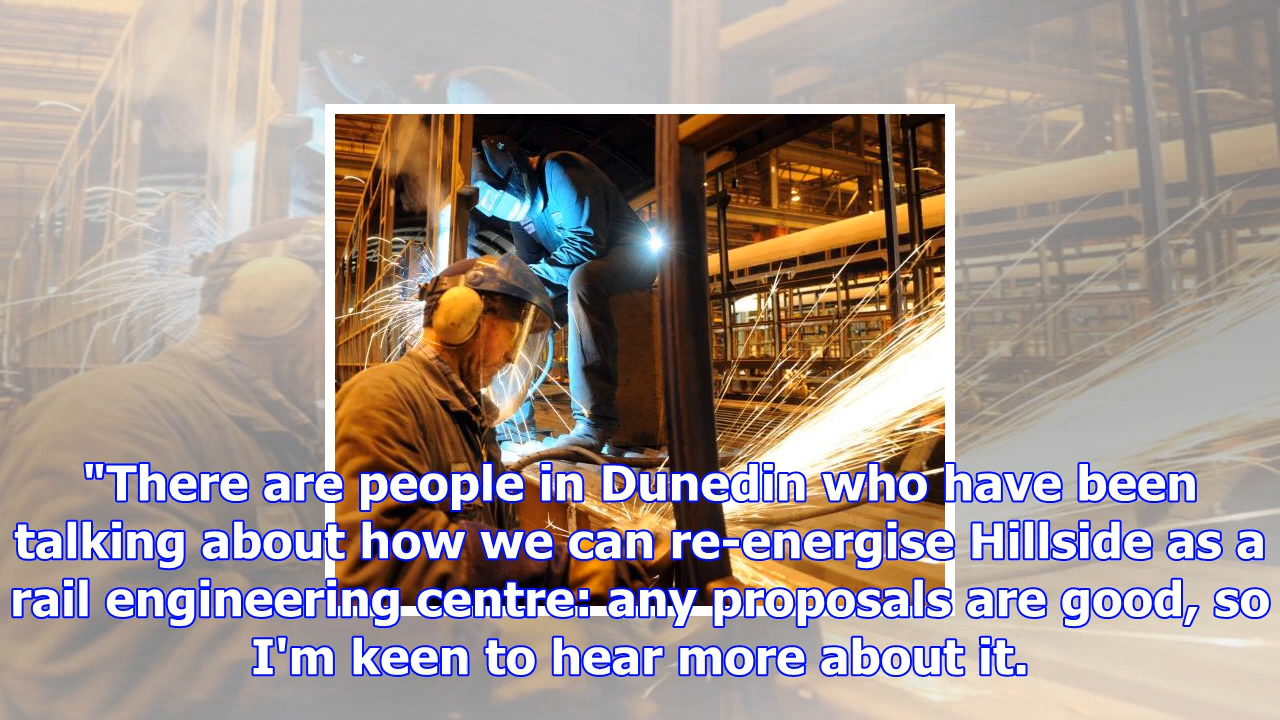 "There are people in Dunedin who have been
talking about how we can re-energise Hillside as a
rail engineering centre: any proposals are good, so
I'm keen to hear more about it.